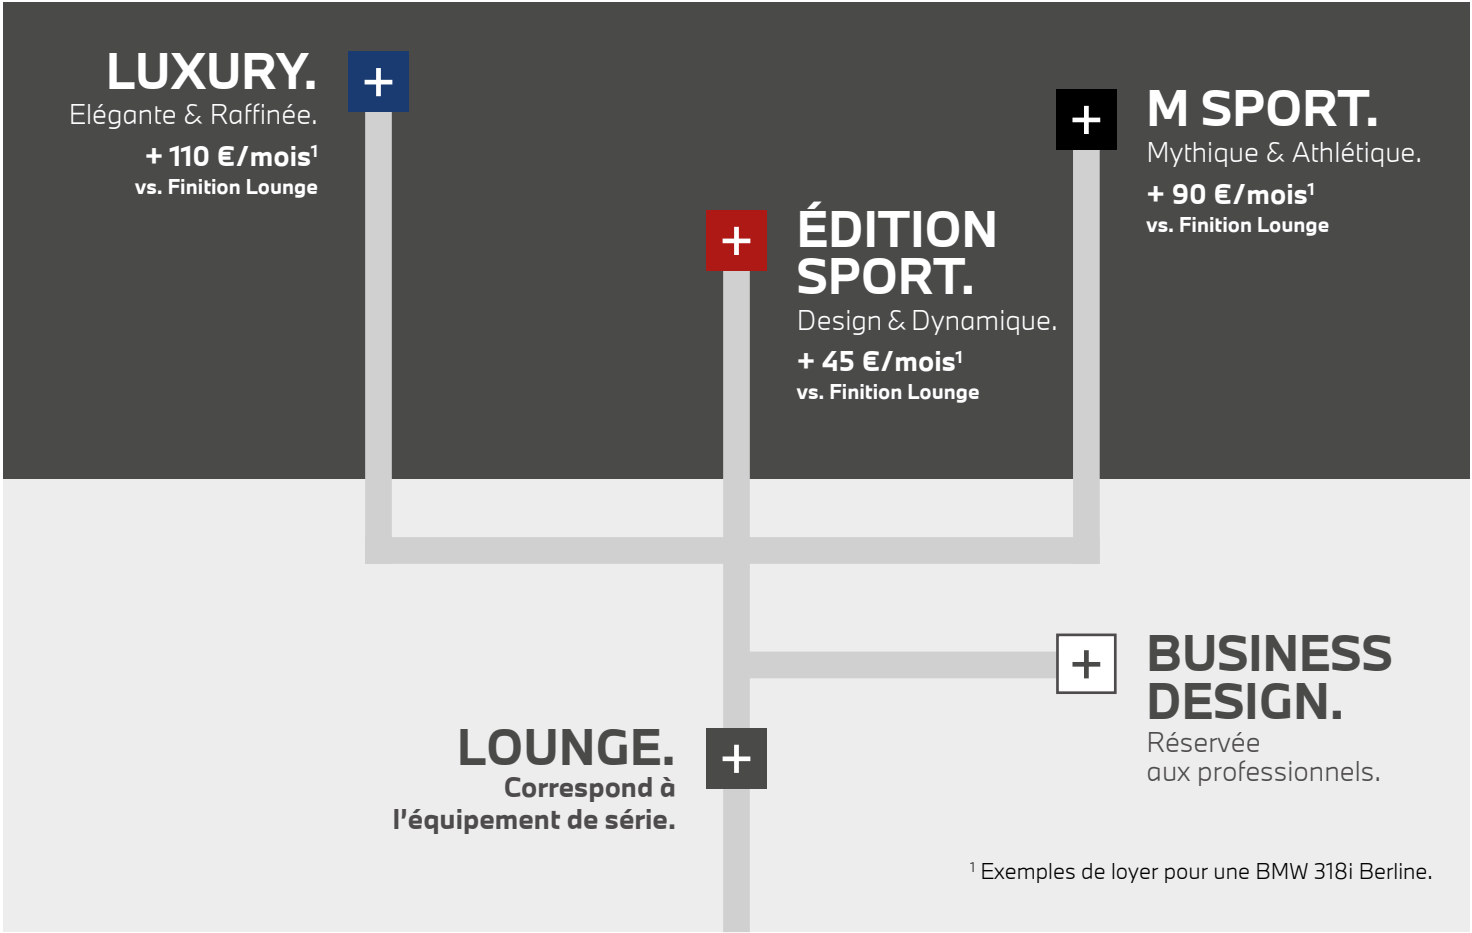 LUXURY.
Elégante & Raffinée.
+ 110 €/mois¹
vs. Finition Lounge
M SPORT.
Mythique & Athlétique.
+ 90 €/mois¹
vs. Finition Lounge
ÉDITION
SPORT.
Design & Dynamique.
+ 45 €/mois¹
vs. Finition Lounge
BUSINESS
DESIGN.
Réservée
aux professionnels.
LOUNGE.
Correspond à
l’équipement de série.
¹ Exemples de loyer pour une BMW 318i Berline.